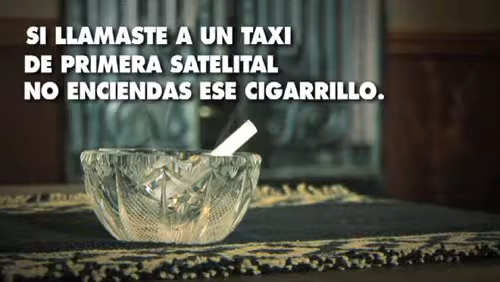 SI LLAMASTE A UN TAXI
DE PRIMERA SATELITAL
NO ENCIENDAS ESE CIGARRILLO.